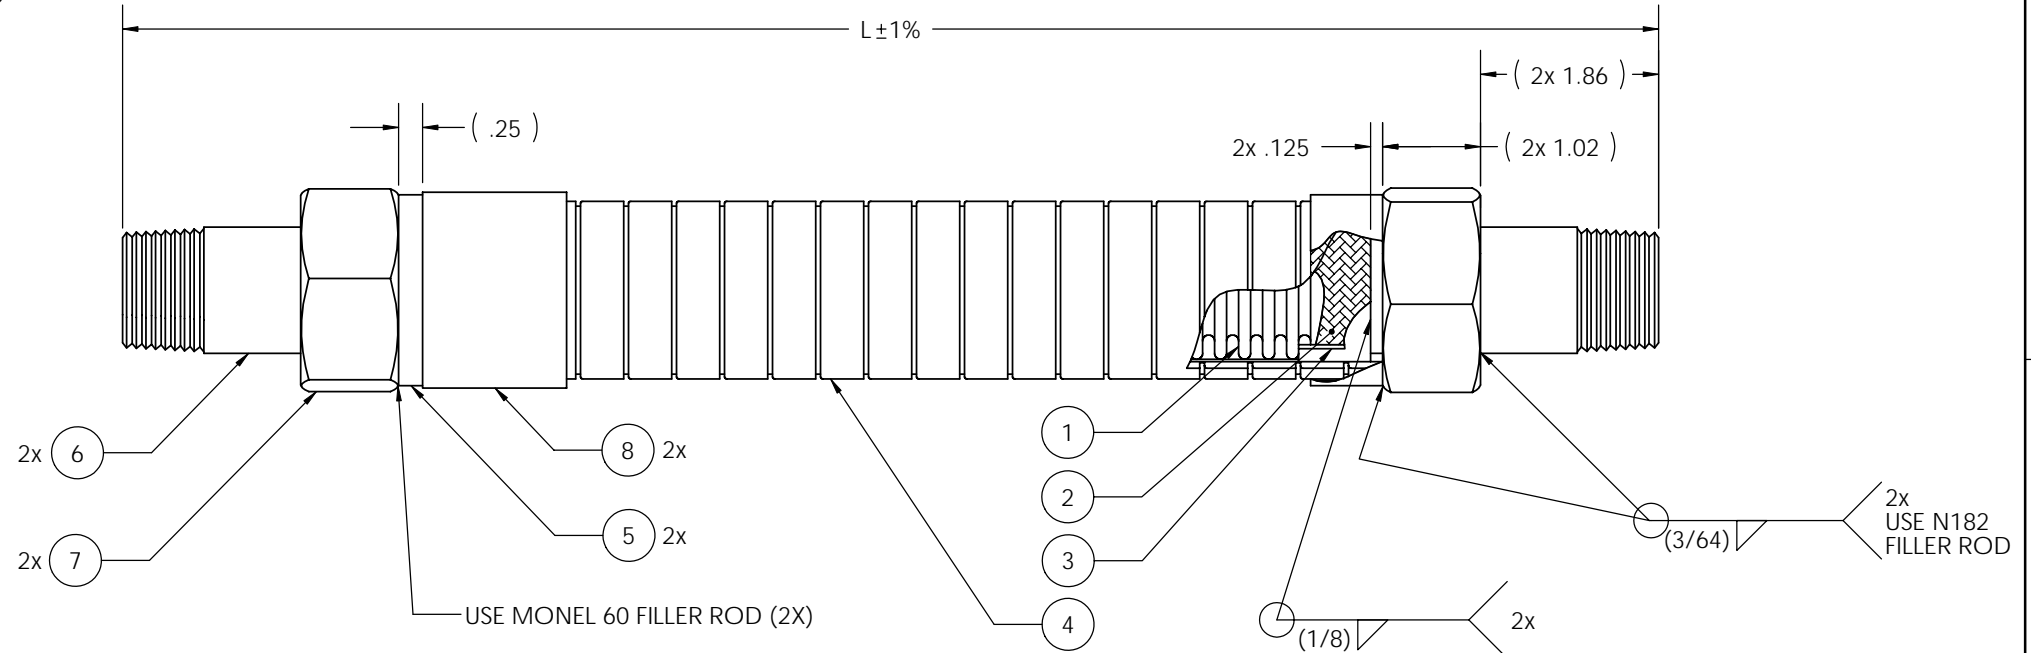 L±1%
( 2x 1.86 )
( .25 )
2x .125
( 2x 1.02 )
1
2x 6
8 2x
2
2x
USE N182
FILLER ROD
5 2x
(3/64)
2x 7
3
USE MONEL 60 FILLER ROD (2X)
4
(1/8)
2x